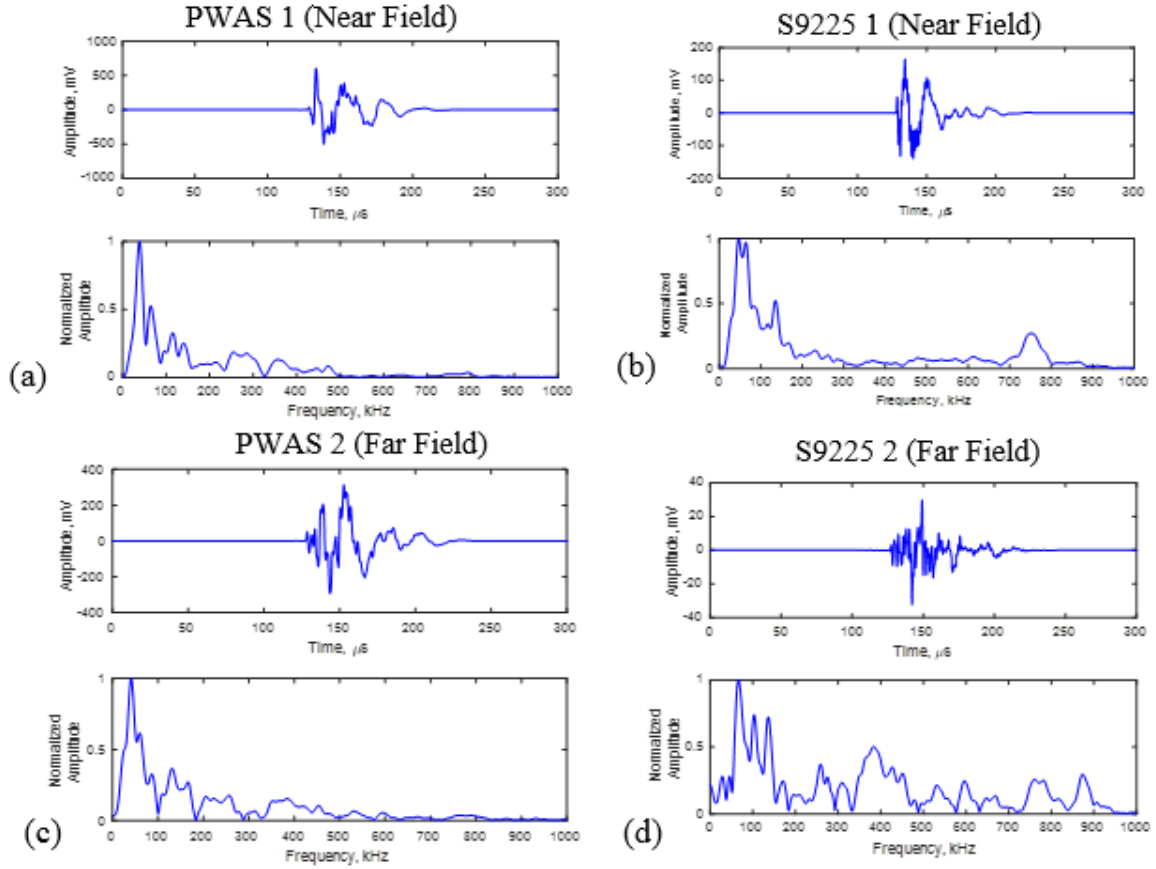 PWAS 1 (Near Field)
1000
500
0
-500
-1000
Amplitude, mV
0 50 100 150 200 250 300
Time, μs
1
0.5
0
Normalized
Amplitude
0 100 200 300 400 500 600 700 800 900 1000
Frequency, kHz
(a)
S9225 1 (Near Field)
200
100
0
-100
-200
Amplitude, mV
0 50 100 150 200 250 300
Time, μs
1
0.5
0
Normalized
Amplitude
0 100 200 300 400 500 600 700 800 900 1000
Frequency, kHz
(b)
PWAS 2 (Far Field)
400
200
0
-200
-400
Amplitude, mV
0 50 100 150 200 250 300
Time, μs
1
0.5
0
Normalized
Amplitude
0 100 200 300 400 500 600 700 800 900 1000
Frequency, kHz
(c)
S9225 2 (Far Field)
40
20
0
-20
-40
Amplitude, mV
0 50 100 150 200 250 300
Time, μs
1
0.5
0
Normalized
Amplitude
0 100 200 300 400 500 600 700 800 900 1000
Frequency, kHz
(d)